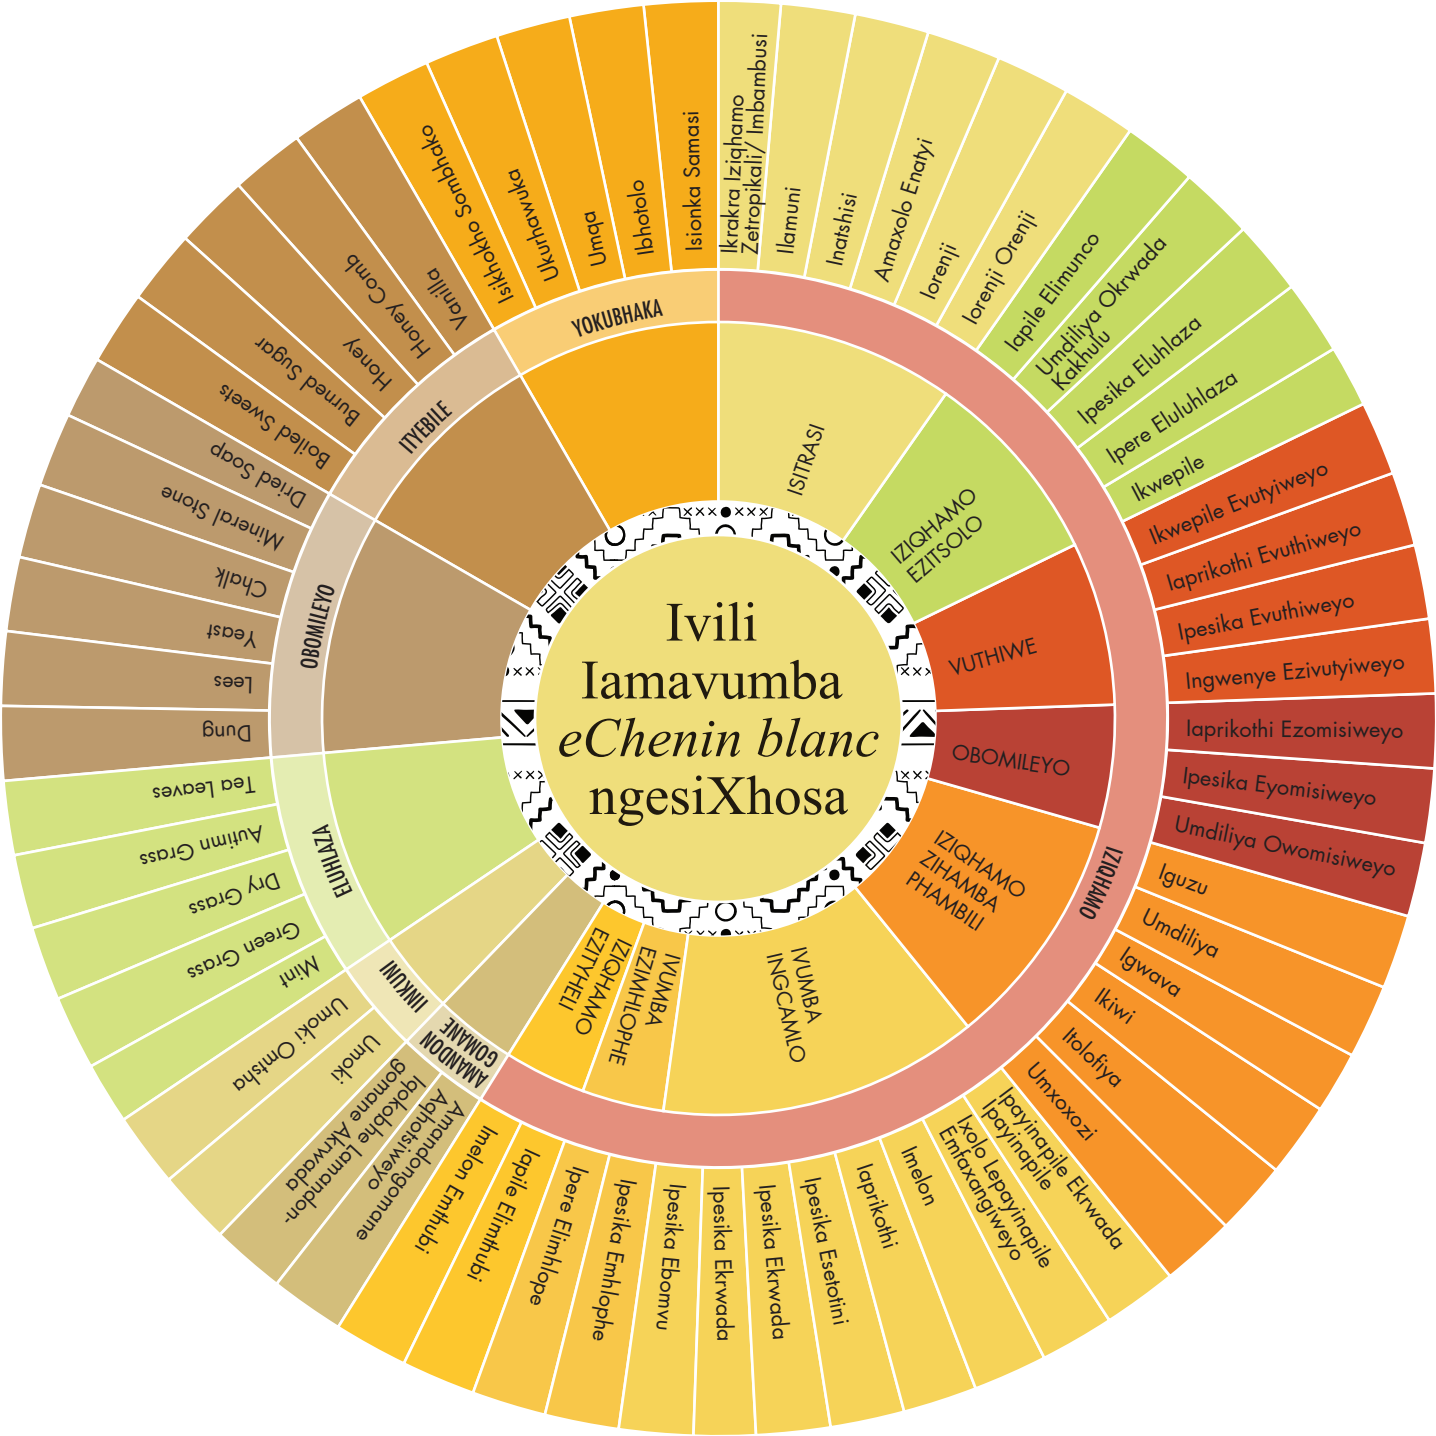 Ivili
Iamavumba
eChenin blanc
ngesiXhosa
IZIQHAMO
ISITRASI
Ikrakra Iziqhamo
Zetropikali/ Imbambusi
Ilamuni
Inatshisi
Amaxolo Enatyi
Iorenji
Iorenji Orenji
IZIQHAMO
EZITSOLO
Iapile Elimunco
Umdiliya Okrwada
Kakhulu
Ipesika Eluhlaza
Ipere Eluluhlaza
Ikwepile
VUTHIWE
Ikwepile Evutyiweyo
Iaprikothi Evuthiweyo
Ipesika Evuthiweyo
Ingwenye Ezivutyiweyo
OBOMILEYO
Iaprikothi Ezomisiweyo
Ipesika Eyomisiweyo
Umdiliya Owomisiweyo
IZIQHAMO
ZIHAMBA
PHAMBILI
Iguzu
Umdiliya
Igwava
Ikiwi
Itolofiya
Umxoxozi
IVUMBA
INGCAMLO
Ipayinapile Ekrwada
Ipayinapile
Ixolo Lepayinapile
Emfaxangiweyo
Imelon
Iaprikothi
Ipesika Esetotini
Ipesika Ekrwada
Ipesika Ekrwada
Ipesika Ebomvu
IVUMBA
EZIMHLOPHE
Ipesika Emhlophe
Ipere Elimhlope
IZIQHAMO
EZITYHELI
Iapile Elimthubi
Imelon Emthubi
AMANDON
GOMANE
Amandongomane
Aqhotsiweyo
Iqokobhe Lamandon-
gomane Akrwada
IINKUNI
Umoki
Umoki Omtsha
ELUHLAZA
Mint
Green Grass
Dry Grass
Autimn Grass
Tea Leaves
OBOMILEYO
Dung
Lees
Yeast
Chalk
Mineral Stone
Dried Soap
ITYEBILE
Boiled Sweets
Burned Sugar
Honey
Honey Comb
Vanilla
YOKUBHAKA
Isikhokho Sombhako
Ukurhawuka
Umqa
Ibhotolo
Isionka Samasi